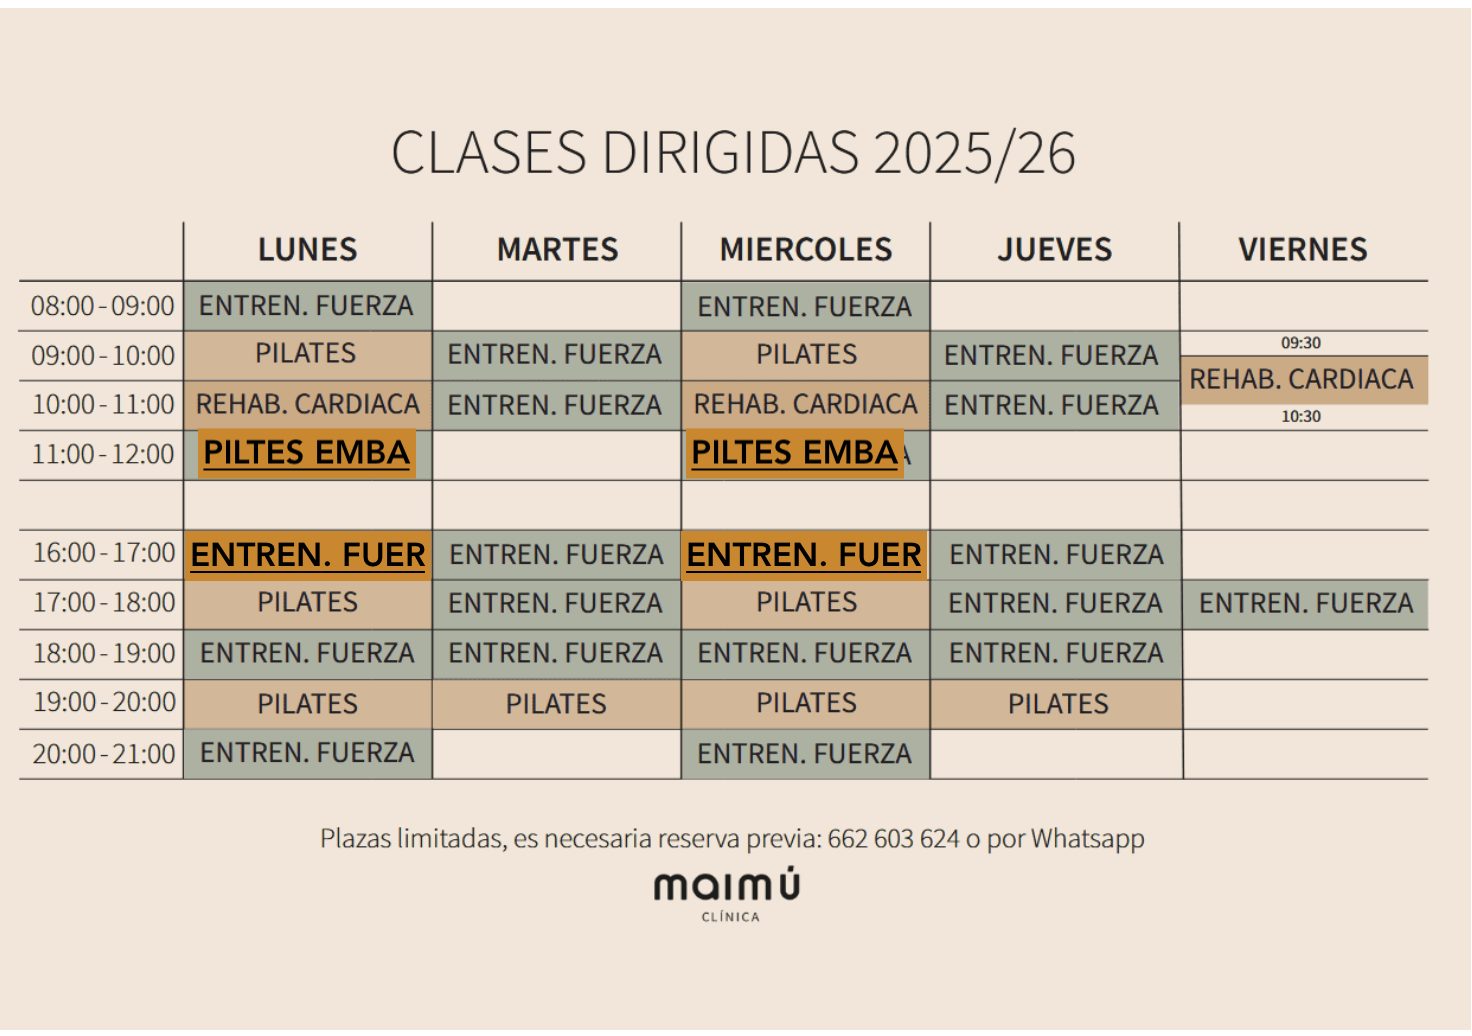 CLASES DIRIGIDAS 2025/26
LUNES MARTES MIERCOLES JUEVES VIERNES
08:00-09:00 ENTREN. FUERZA ENTREN. FUERZA
09:00-10:00 PILATES ENTREN. FUERZA PILATES ENTREN. FUERZA 09:30
10:00-11:00 REHAB. CARDIACA ENTREN. FUERZA REHAB. CARDIACA ENTREN. FUERZA REHAB. CARDIACA
10:30
11:00-12:00 PILTES EMBA PILTES EMBA
16:00-17:00 ENTREN. FUER ENTREN. FUERZA ENTREN. FUER ENTREN. FUERZA
17:00-18:00 PILATES ENTREN. FUERZA PILATES ENTREN. FUERZA ENTREN. FUERZA
18:00-19:00 ENTREN. FUERZA ENTREN. FUERZA ENTREN. FUERZA ENTREN. FUERZA
19:00-20:00 PILATES PILATES PILATES PILATES
20:00-21:00 ENTREN. FUERZA ENTREN. FUERZA
Plazas limitadas, es necesaria reserva previa: 662 603 624 o por Whatsapp
maimú
CLÍNICA